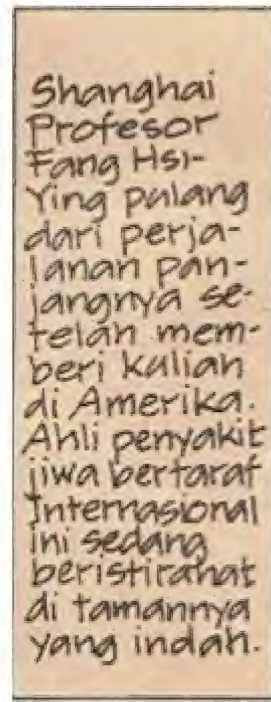 Shanghai
Profesor
Fang Hsi-
Ying pulang
dari perja-
lanan pan-
jangnya se-
telah mem-
beri kuliah
di Amerika.
Ahli penyakit
jiwa bertaraf
Internasional
ini sedang
beristirahat
di tamannya
yang indah.